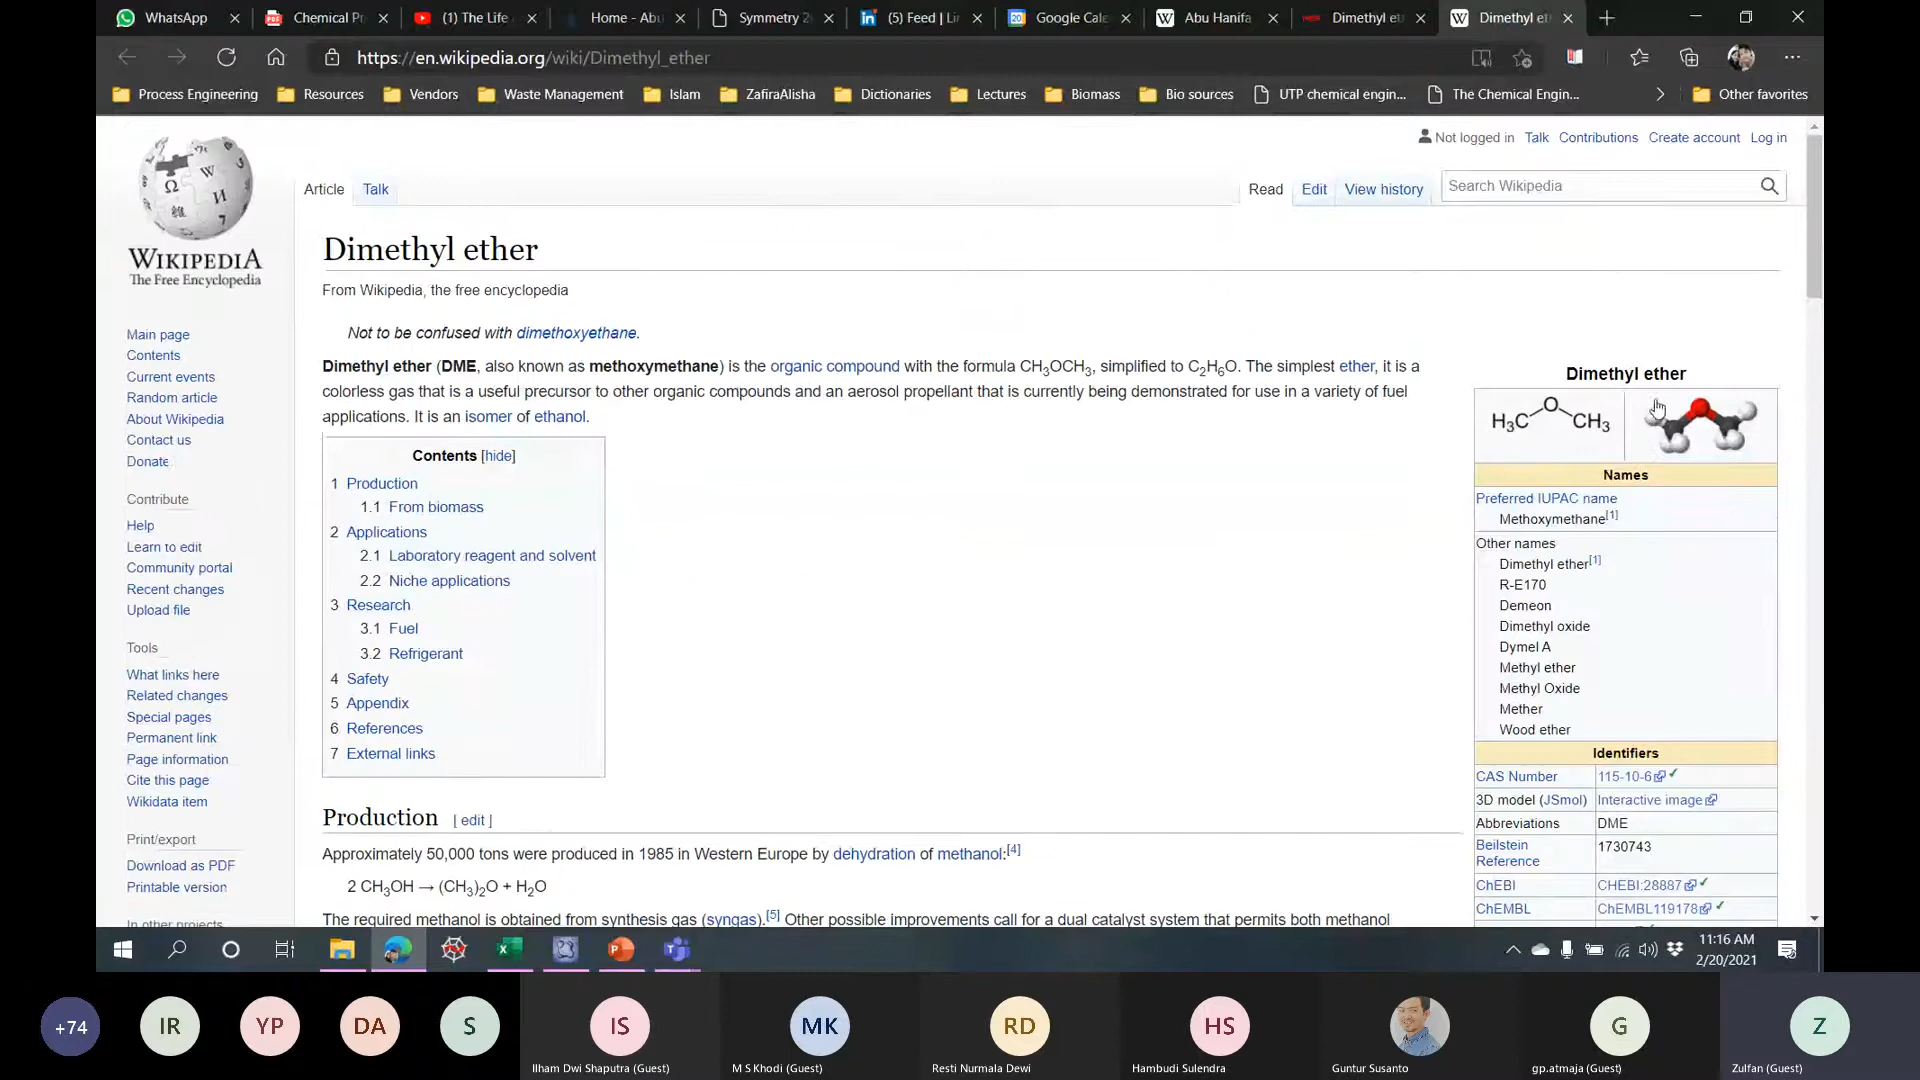 WhatsApp
Chemical Pr
(1) The Life
Home - Abu
Symmetry 2
(5) Feed | Li
Google Cale
Abu Hanifa
Dimethyl et
Dimethyl et
https://en.wikipedia.org/wiki/Dimethyl_ether
Process Engineering
Resources
Vendors
Waste Management
Islam
ZafiraAlisha
Dictionaries
Lectures
Biomass
Bio sources
UTP chemical engin...
The Chemical Engin...
Other favorites
Not logged in Talk Contributions Create account Log in
Article Talk
Read Edit View history
Search Wikipedia
WIKIPEDIA
The Free Encyclopedia
Main page
Contents
Current events
Random article
About Wikipedia
Contact us
Donate
Contribute
Help
Learn to edit
Community portal
Recent changes
Upload file
Tools
What links here
Related changes
Special pages
Permanent link
Page information
Cite this page
Wikidata item
Print/export
Download as PDF
Printable version
In other projects
Dimethyl ether
From Wikipedia, the free encyclopedia
Not to be confused with dimethoxyethane.
Dimethyl ether (DME, also known as methoxymethane) is the organic compound with the formula CH₃OCH₃, simplified to C₂H₆O. The simplest ether, it is a
colorless gas that is a useful precursor to other organic compounds and an aerosol propellant that is currently being demonstrated for use in a variety of fuel
applications. It is an isomer of ethanol.
Contents [hide]
1 Production
1.1 From biomass
2 Applications
2.1 Laboratory reagent and solvent
2.2 Niche applications
3 Research
3.1 Fuel
3.2 Refrigerant
4 Safety
5 Appendix
6 References
7 External links
Production [ edit ]
Approximately 50,000 tons were produced in 1985 in Western Europe by dehydration of methanol:[4]
2 CH₃OH → (CH₃)₂O + H₂O
The required methanol is obtained from synthesis gas (syngas).[5] Other possible improvements call for a dual catalyst system that permits both methanol
Dimethyl ether
H₃C O CH₃
Names
Preferred IUPAC name
Methoxymethane[1]
Other names
Dimethyl ether[1]
R-E170
Demeon
Dimethyl oxide
Dymel A
Methyl ether
Methyl Oxide
Mether
Wood ether
Identifiers
CAS Number 115-10-6 ✓
3D model (JSmol) Interactive image
Abbreviations DME
Beilstein
Reference 1730743
ChEBI CHEBI:28887 ✓
ChEMBL ChEMBL119178 ✓
11:16 AM
2/20/2021
+74
IR
YP
DA
S
IS
MK
RD
HS
G
Z
Ilham Dwi Shaputra (Guest)
M S Khodi (Guest)
Resti Nurmala Dewi
Hambudi Sulendra
Guntur Susanto
gp.atmaja (Guest)
Zulfan (Guest)